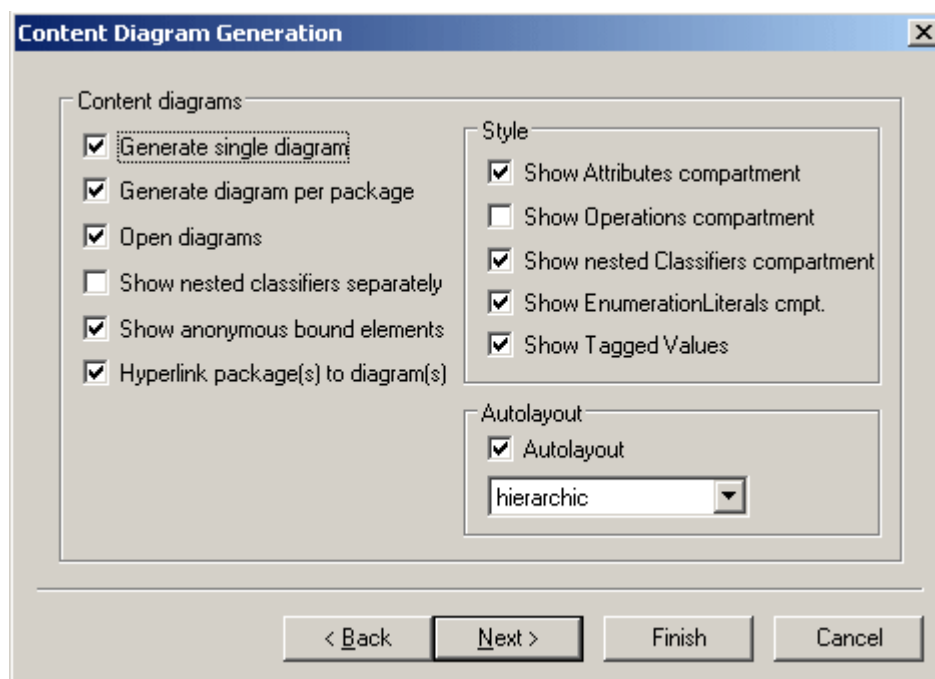 Content Diagram Generation
Content diagrams
Generate single diagram
Generate diagram per package
Open diagrams
Show nested classifiers separately
Show anonymous bound elements
Hyperlink package(s) to diagram(s)
Style
Show Attributes compartment
Show Operations compartment
Show nested Classifiers compartment
Show EnumerationLiterals cmpt.
Show Tagged Values
Autolayout
Autolayout
hierarchic
< Back
Next >
Finish
Cancel